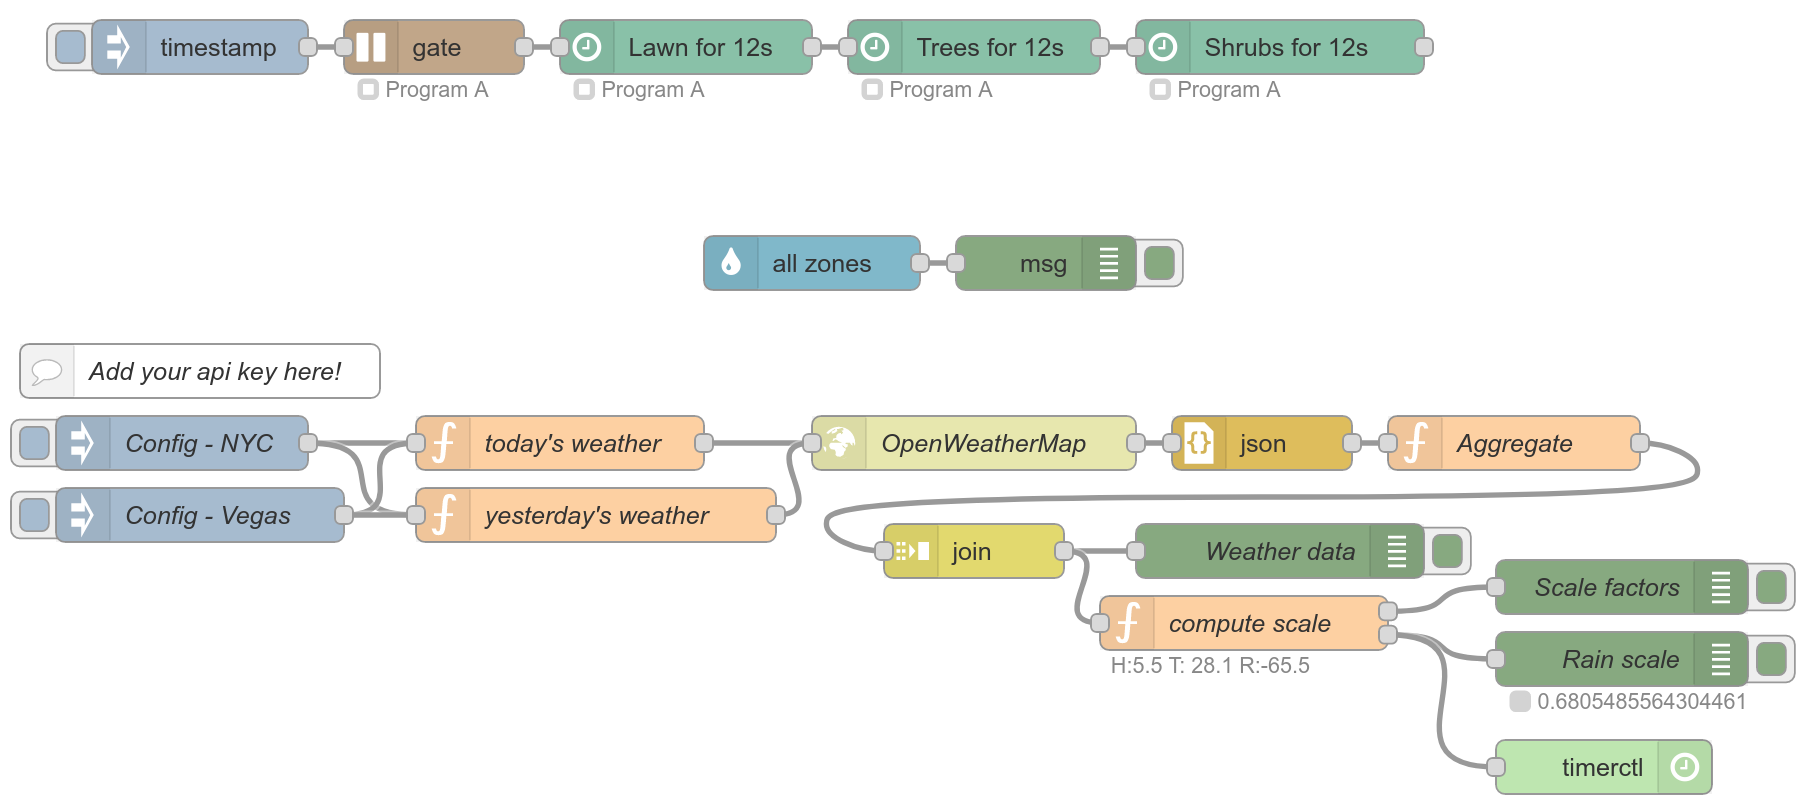 timestamp
gate
Lawn for 12s
Trees for 12s
Shrubs for 12s
Program A
Program A
Program A
Program A
all zones
msg
Add your api key here!
Config - NYC
today's weather
OpenWeatherMap
{}
json
Aggregate
Config - Vegas
yesterday's weather
join
Weather data
Scale factors
compute scale
H:5.5 T: 28.1 R:-65.5
Rain scale
0.6805485564304461
timerctl